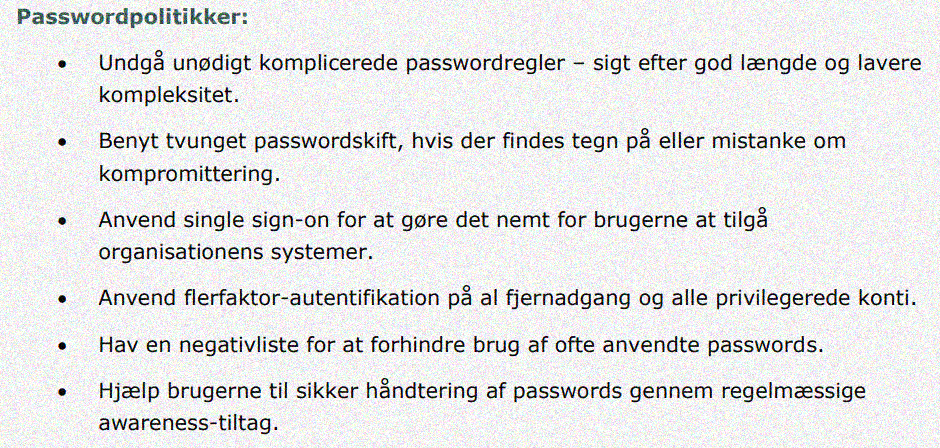 Passwordpolitikker:
• Undgå unødigt komplicerede passwordregler – sigt efter god længde og lavere
kompleksitet.
• Benyt tvunget passwordskift, hvis der findes tegn på eller mistanke om
kompromittering.
• Anvend single sign-on for at gøre det nemt for brugerne at tilgå
organisationens systemer.
• Anvend flerfaktor-autentifikation på al fjernadgang og alle privilegerede konti.
• Hav en negativliste for at forhindre brug af ofte anvendte passwords.
• Hjælp brugerne til sikker håndtering af passwords gennem regelmæssige
awareness-tiltag.